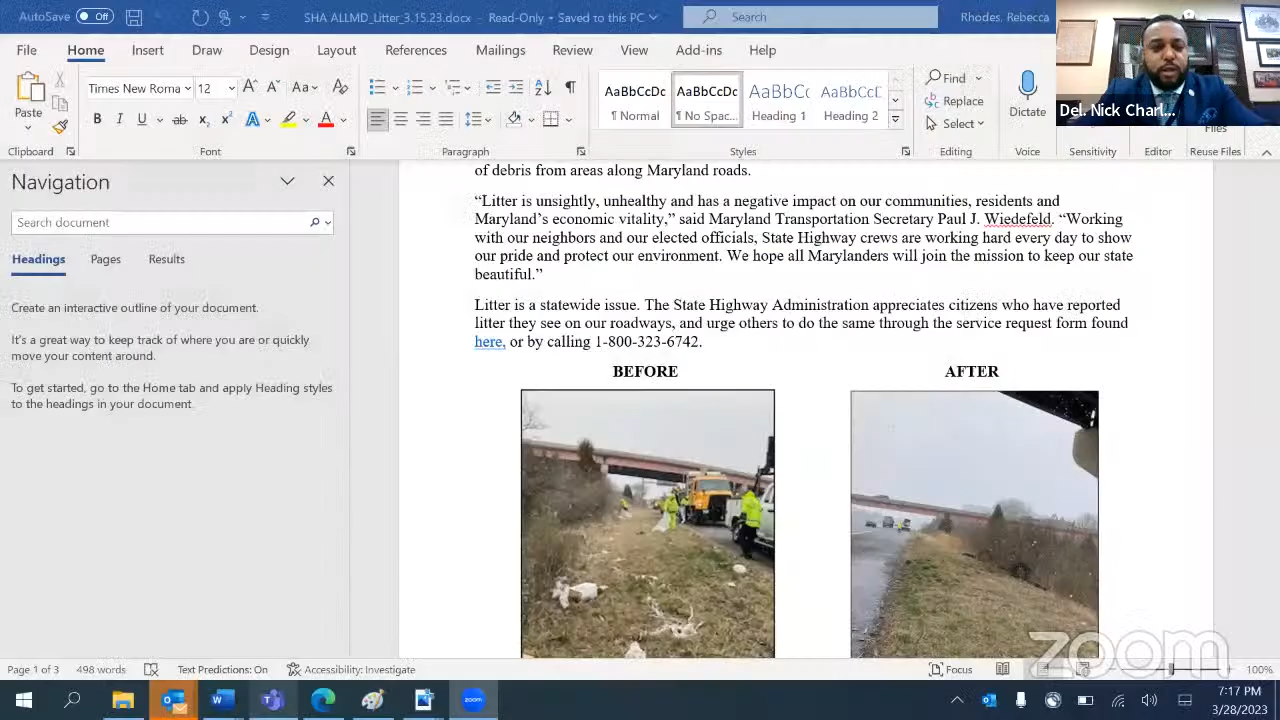 AutoSave Off SHA ALLMD_Litter_3.15.23.docx - Read-Only • Saved to this PC Search Rhodes, Rebecca
File Home Insert Draw Design Layout References Mailings Review View Add-ins Help
Del. Nick Charl...
Paste
Times New Roma 12
AaBbCcDc AaBbCcDc AaBbCc AaBbCcC
¶ Normal ¶ No Spac... Heading 1 Heading 2
Find
Replace
Select
Dictate
Files
Clipboard Font Paragraph Styles Editing Voice Sensitivity Editor Reuse Files
Navigation
Search document
Headings Pages Results
Create an interactive outline of your document.
It's a great way to keep track of where you are or quickly
move your content around.
To get started, go to the Home tab and apply Heading styles
to the headings in your document
of debris from areas along Maryland roads.
“Litter is unsightly, unhealthy and has a negative impact on our communities, residents and
Maryland’s economic vitality,” said Maryland Transportation Secretary Paul J. Wiedefeld. “Working
with our neighbors and our elected officials, State Highway crews are working hard every day to show
our pride and protect our environment. We hope all Marylanders will join the mission to keep our state
beautiful.”
Litter is a statewide issue. The State Highway Administration appreciates citizens who have reported
litter they see on our roadways, and urge others to do the same through the service request form found
here, or by calling 1-800-323-6742.
BEFORE AFTER
zoom
Page 1 of 3 498 words Text Predictions: On Accessibility: Investigate Focus 100%
zoom
7:17 PM
3/28/2023